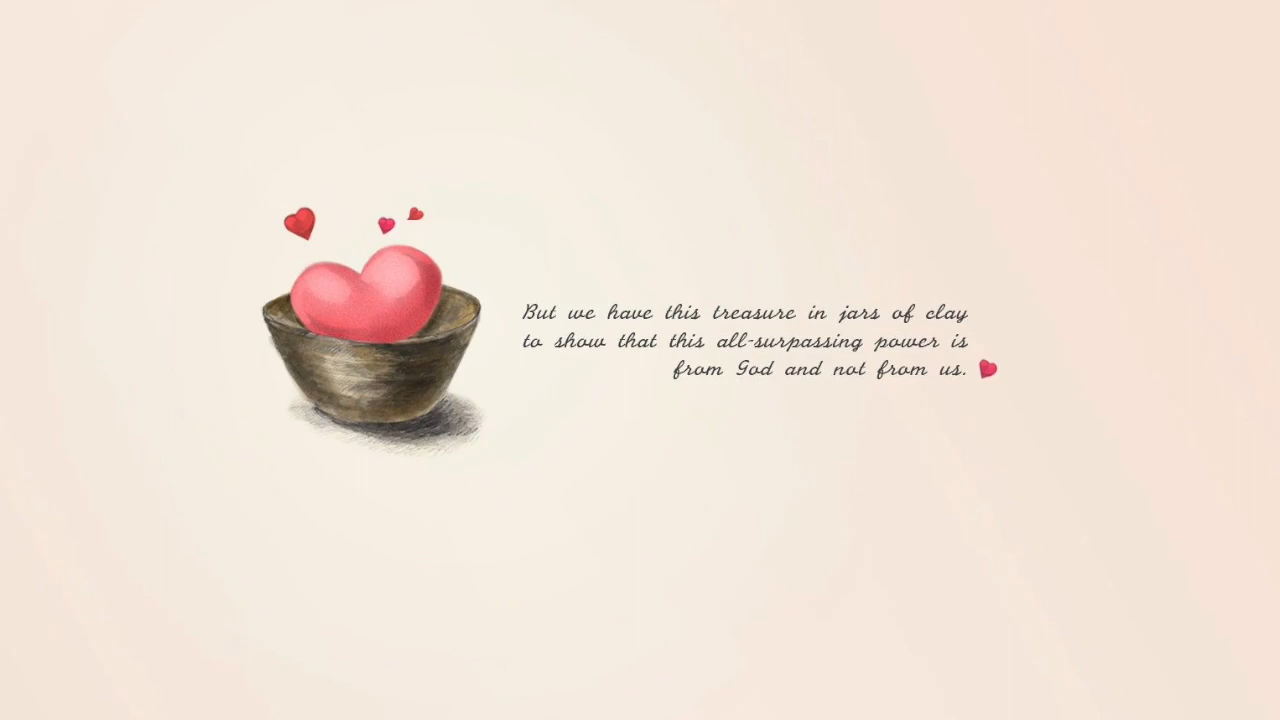 But we have this treasure in jars of clay
to show that this all-surpassing power is
from God and not from us.